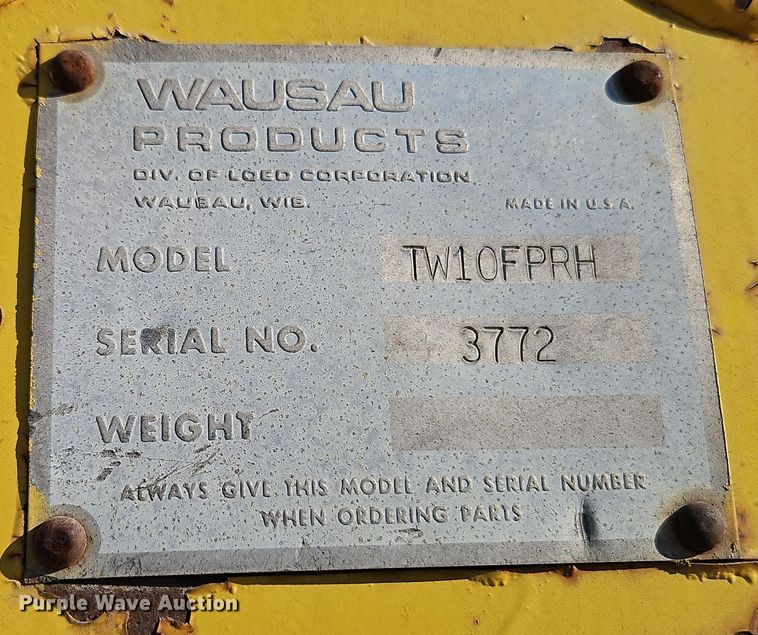 WAUSAU
PRODUCTS
DIV. OF LOED CORPORATION
WAUSAU, WIS. MADE IN U.S.A.
MODEL TW10FPRH
SERIAL NO. 3772
WEIGHT
ALWAYS GIVE THIS MODEL AND SERIAL NUMBER
WHEN ORDERING PARTS
Purple Wave Auction